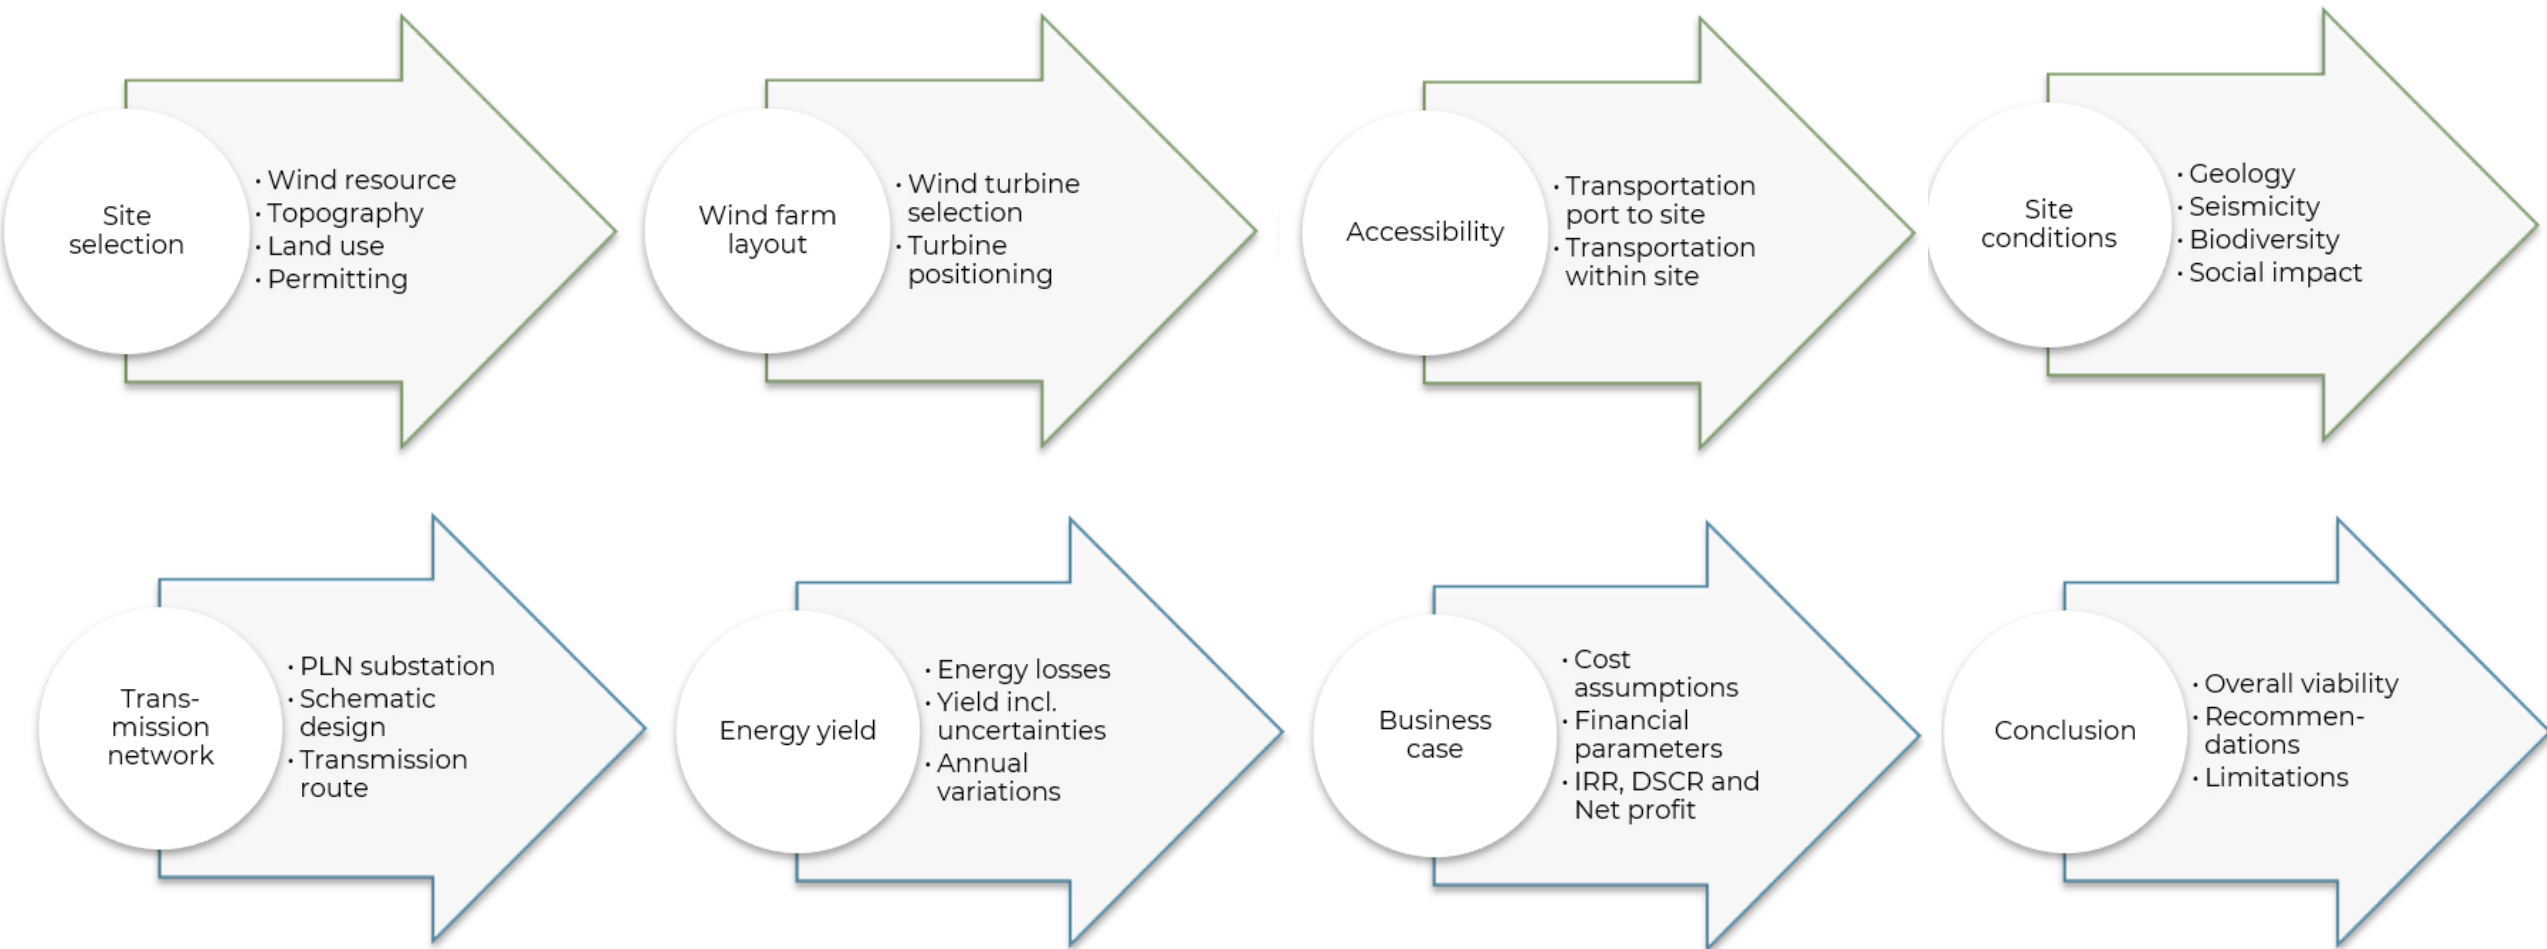 Site
selection
· Wind resource
· Topography
· Land use
· Permitting
Wind farm
layout
· Wind turbine
selection
· Turbine
positioning
Accessibility
· Transportation
port to site
· Transportation
within site
Site
conditions
· Geology
· Seismicity
· Biodiversity
· Social impact
Trans-
mission
network
· PLN substation
· Schematic
design
· Transmission
route
Energy yield
· Energy losses
· Yield incl.
uncertainties
· Annual
variations
Business
case
· Cost
assumptions
· Financial
parameters
· IRR, DSCR and
Net profit
Conclusion
· Overall viability
· Recommen-
dations
· Limitations